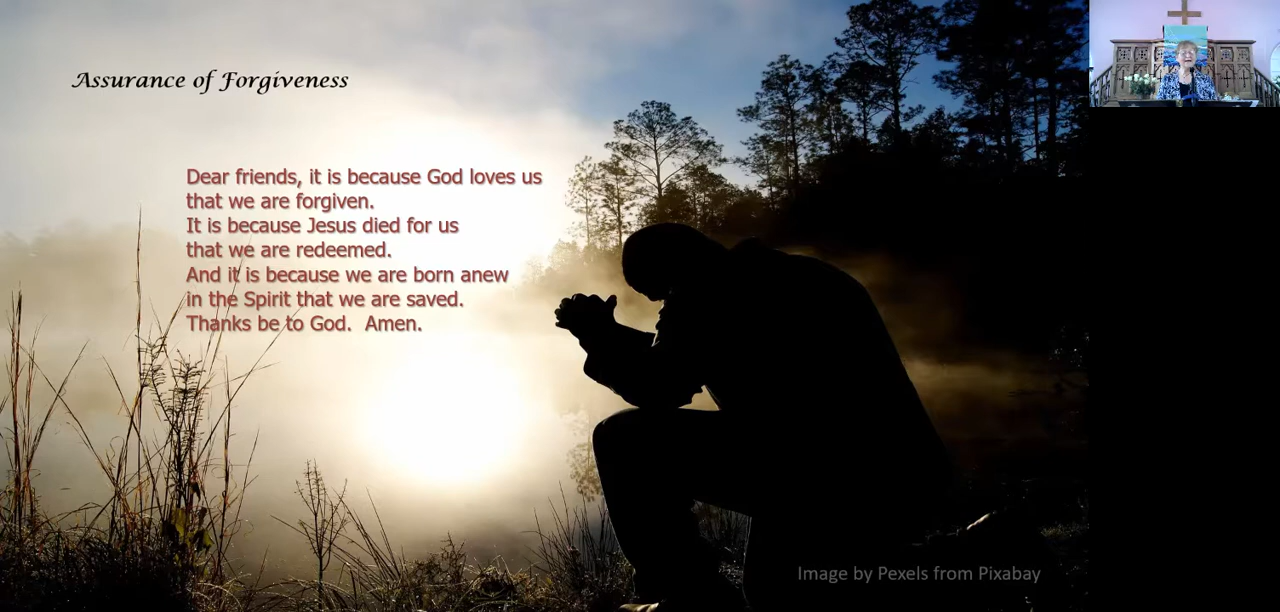 Assurance of Forgiveness
Dear friends, it is because God loves us
that we are forgiven.
It is because Jesus died for us
that we are redeemed.
And it is because we are born anew
in the Spirit that we are saved.
Thanks be to God.  Amen.
Image by Pexels from Pixabay